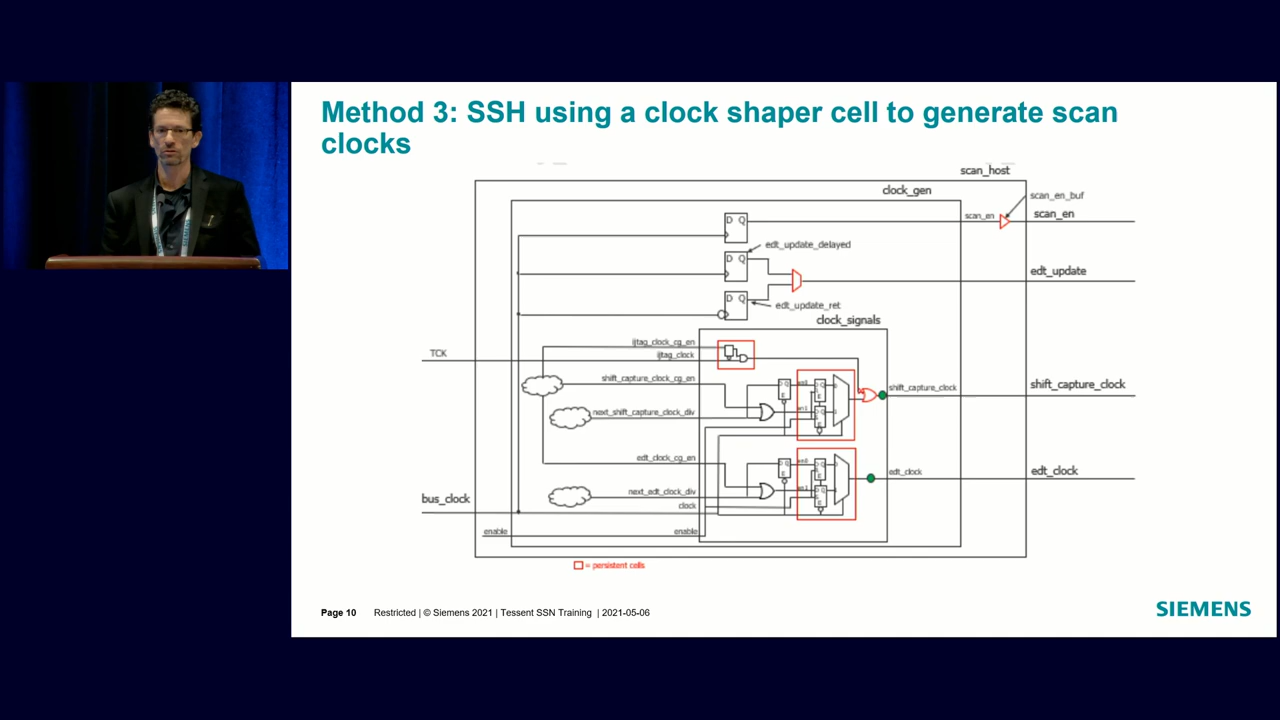 Method 3: SSH using a clock shaper cell to generate scan
clocks
scan_host
clock_gen
scan_en_buf
scan_en
scan_en
D Q
edt_update_delayed
D Q
edt_update
D Q
edt_update_ret
clock_signals
ijtag_clock_cg_en
TCK
ijtag_clock
shift_capture_clock_cg_en
shift_capture_clock
shift_capture_clock
next_shift_capture_clock_div
edt_clock_cg_en
edt_clock
edt_clock
next_edt_clock_div
bus_clock
clock
enable
enable
= persistent cells
Page 10 Restricted | © Siemens 2021 | Tessent SSN Training | 2021-05-06
SIEMENS